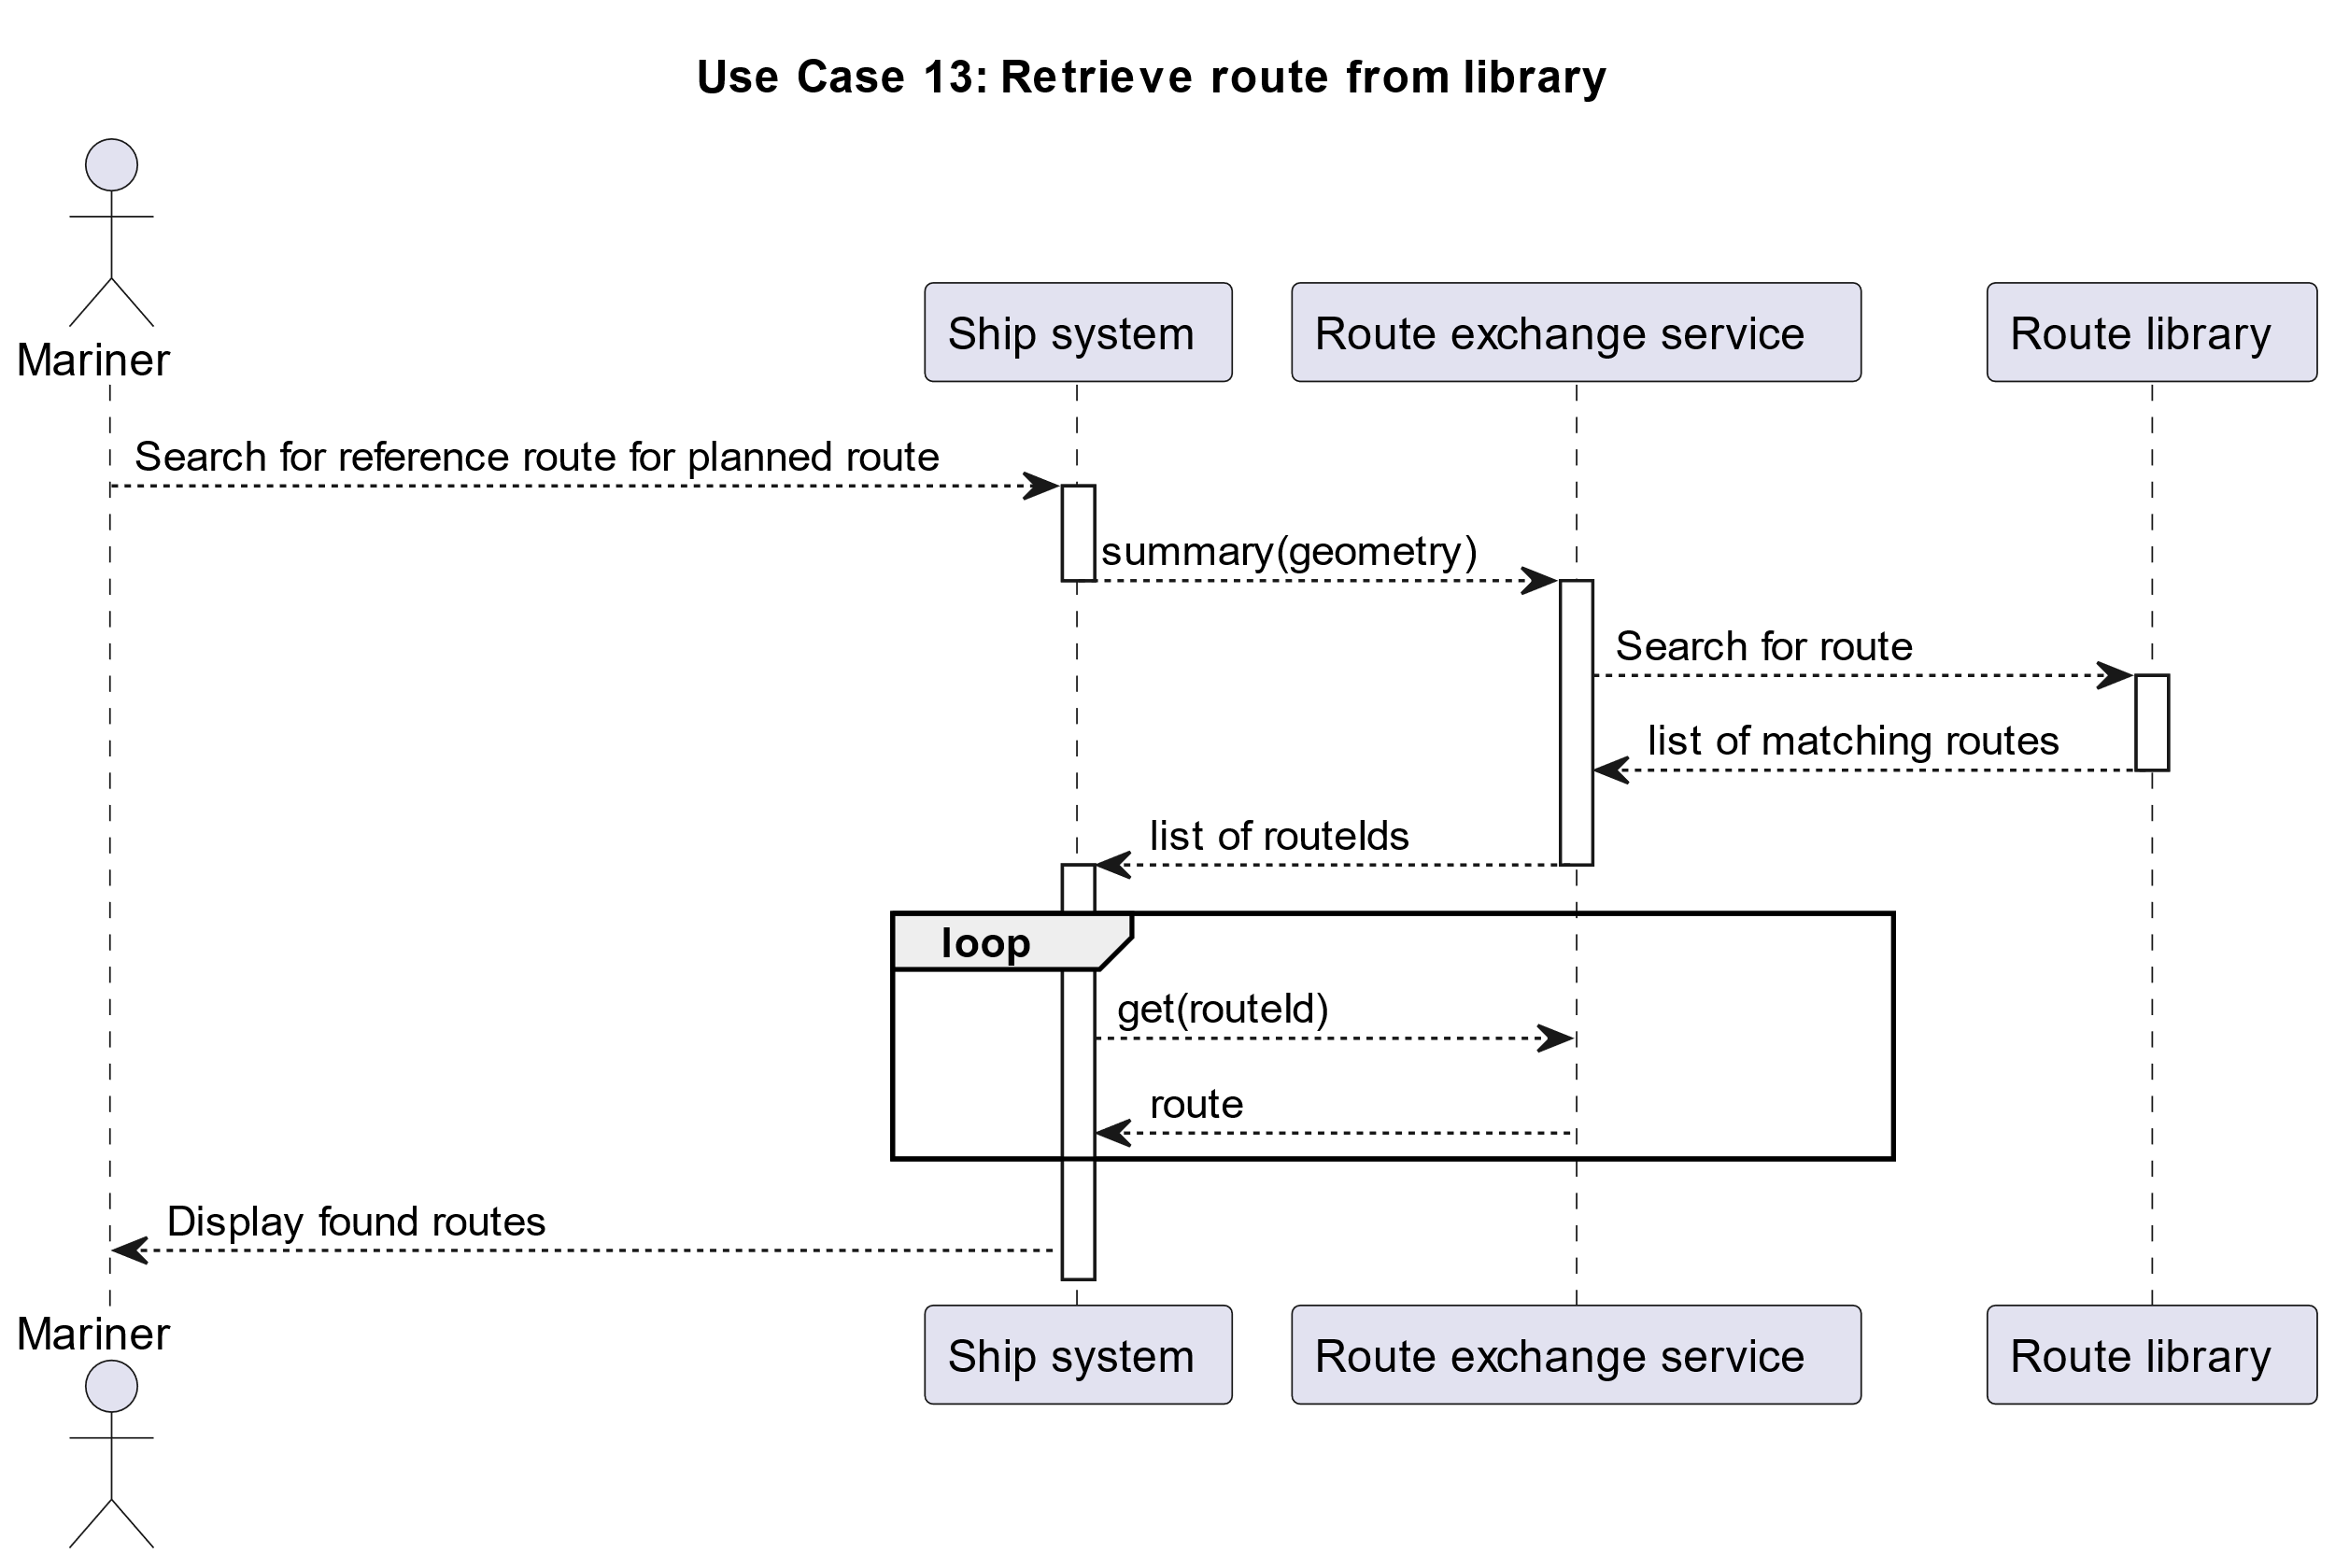 Use Case 13: Retrieve route from library
Mariner
Ship system
Route exchange service
Route library
Search for reference route for planned route
summary(geometry)
Search for route
list of matching routes
list of routeIds
loop
get(routeId)
route
Display found routes
Mariner
Ship system
Route exchange service
Route library